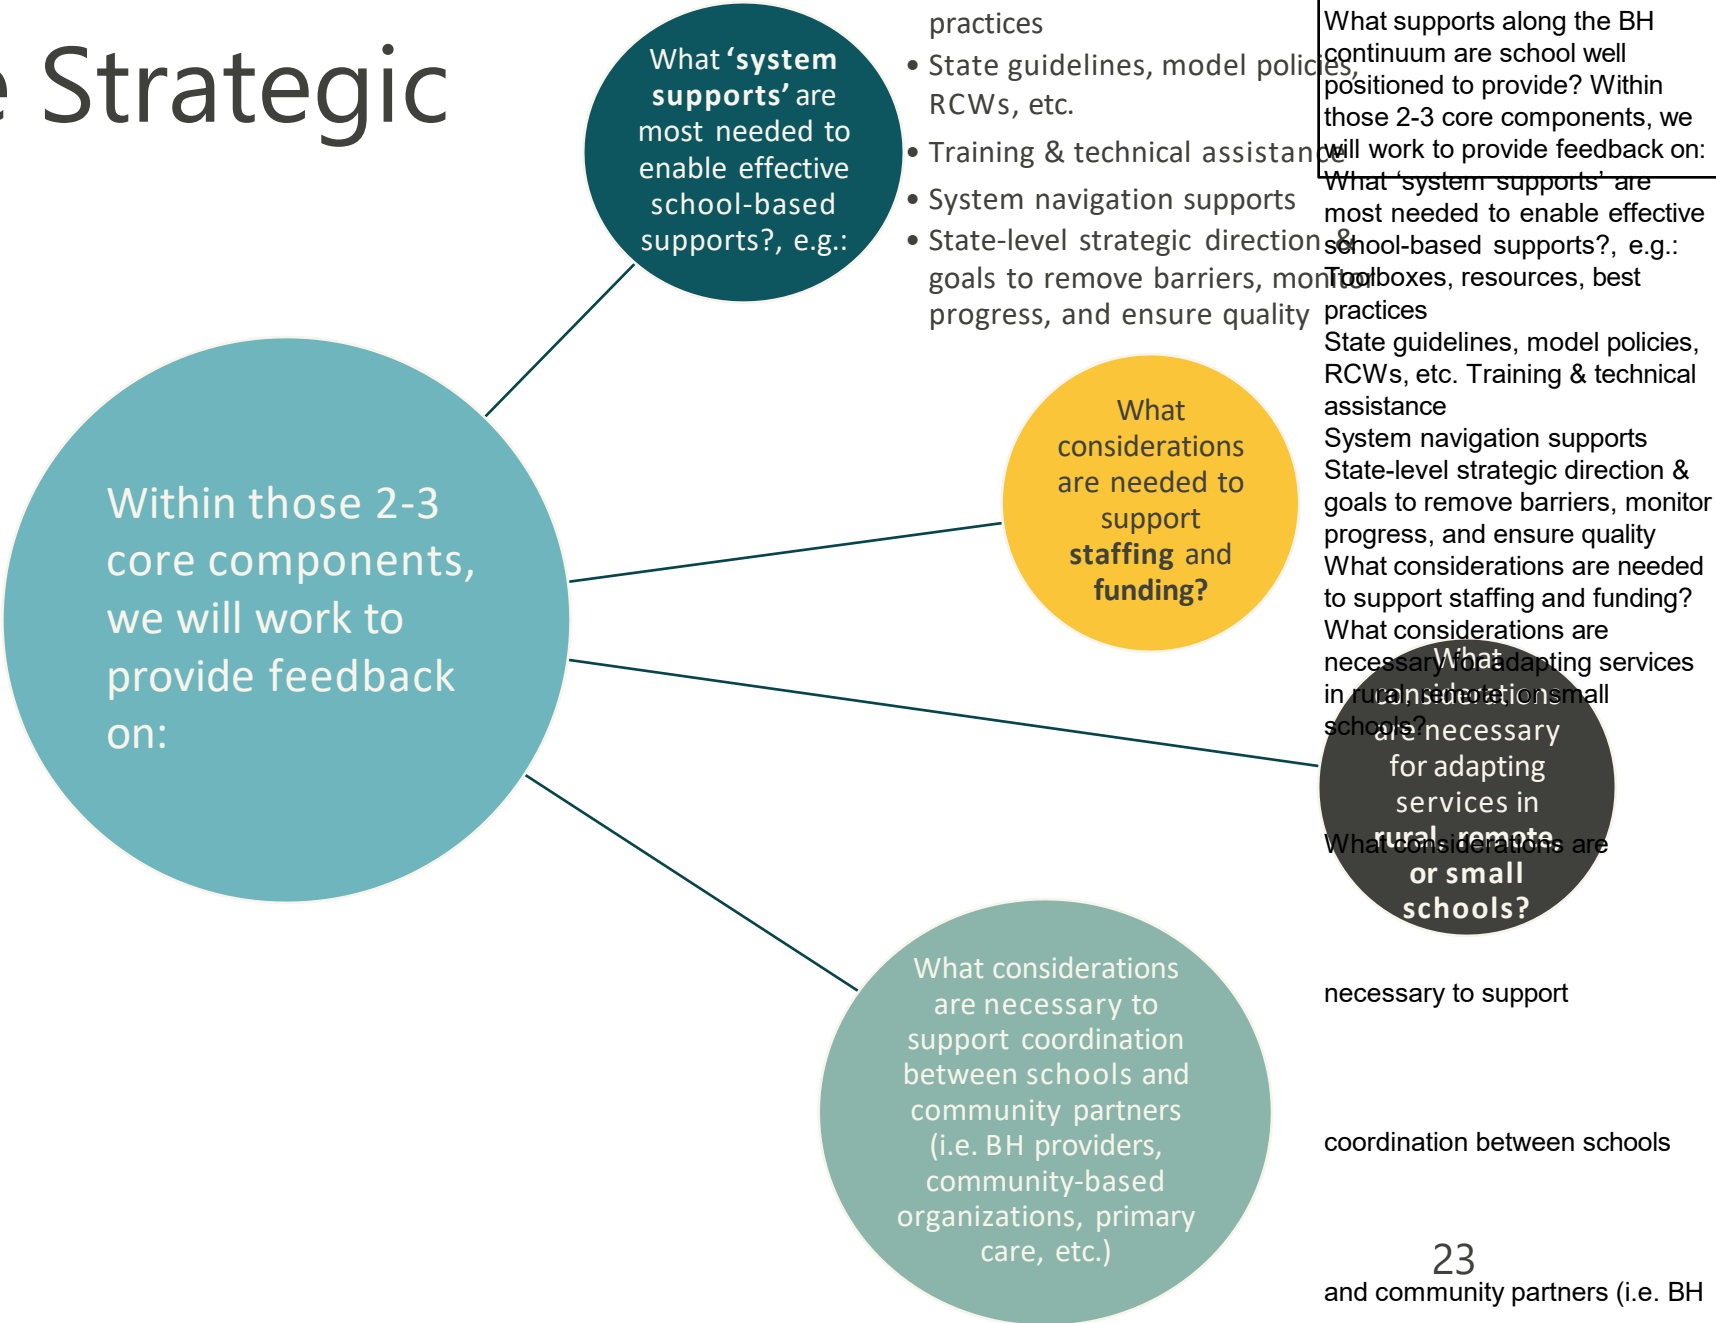 e Strategic
What ‘system
supports’ are
most needed to
enable effective
school-based
supports?, e.g.:
practices
• State guidelines, model policies,
RCWs, etc.
• Training & technical assistance
• System navigation supports
• State-level strategic direction &
goals to remove barriers, monitor
progress, and ensure quality
Within those 2-3
core components,
we will work to
provide feedback
on:
What
considerations
are needed to
support
staffing and
funding?
What
considerations
are necessary
for adapting
services in
rural, remote,
or small
schools?
What considerations
are necessary to
support coordination
between schools and
community partners
(i.e. BH providers,
community-based
organizations, primary
care, etc.)
What supports along the BH
continuum are school well
positioned to provide? Within
those 2-3 core components, we
will work to provide feedback on:
What ‘system supports’ are
most needed to enable effective
school-based supports?, e.g.:
Toolboxes, resources, best
practices
State guidelines, model policies,
RCWs, etc. Training & technical
assistance
System navigation supports
State-level strategic direction &
goals to remove barriers, monitor
progress, and ensure quality
What considerations are needed
to support staffing and funding?
What considerations are
necessary for adapting services
in rural, remote, or small
schools?
What considerations are
necessary to support
coordination between schools
23
and community partners (i.e. BH